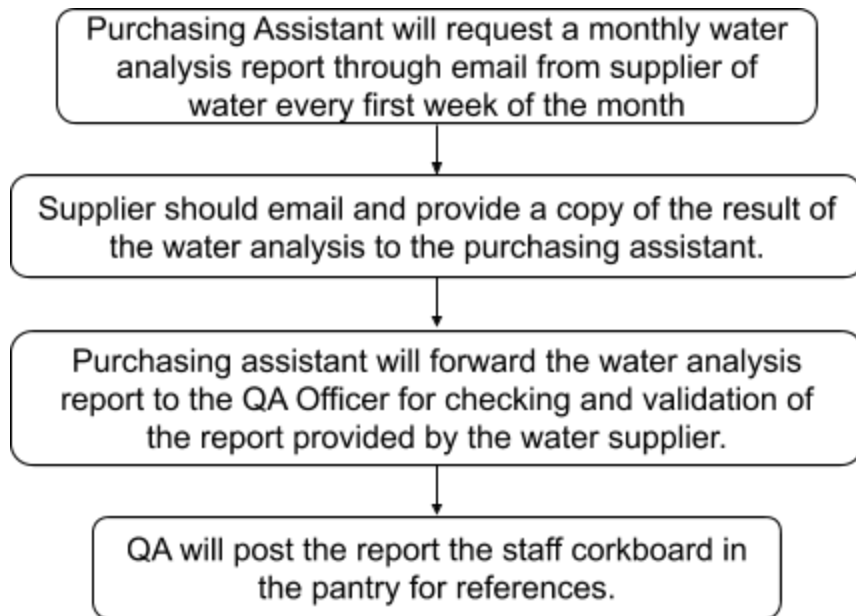 Purchasing Assistant will request a monthly water
analysis report through email from supplier of
water every first week of the month
Supplier should email and provide a copy of the result of
the water analysis to the purchasing assistant.
Purchasing assistant will forward the water analysis
report to the QA Officer for checking and validation of
the report provided by the water supplier.
QA will post the report the staff corkboard in
the pantry for references.